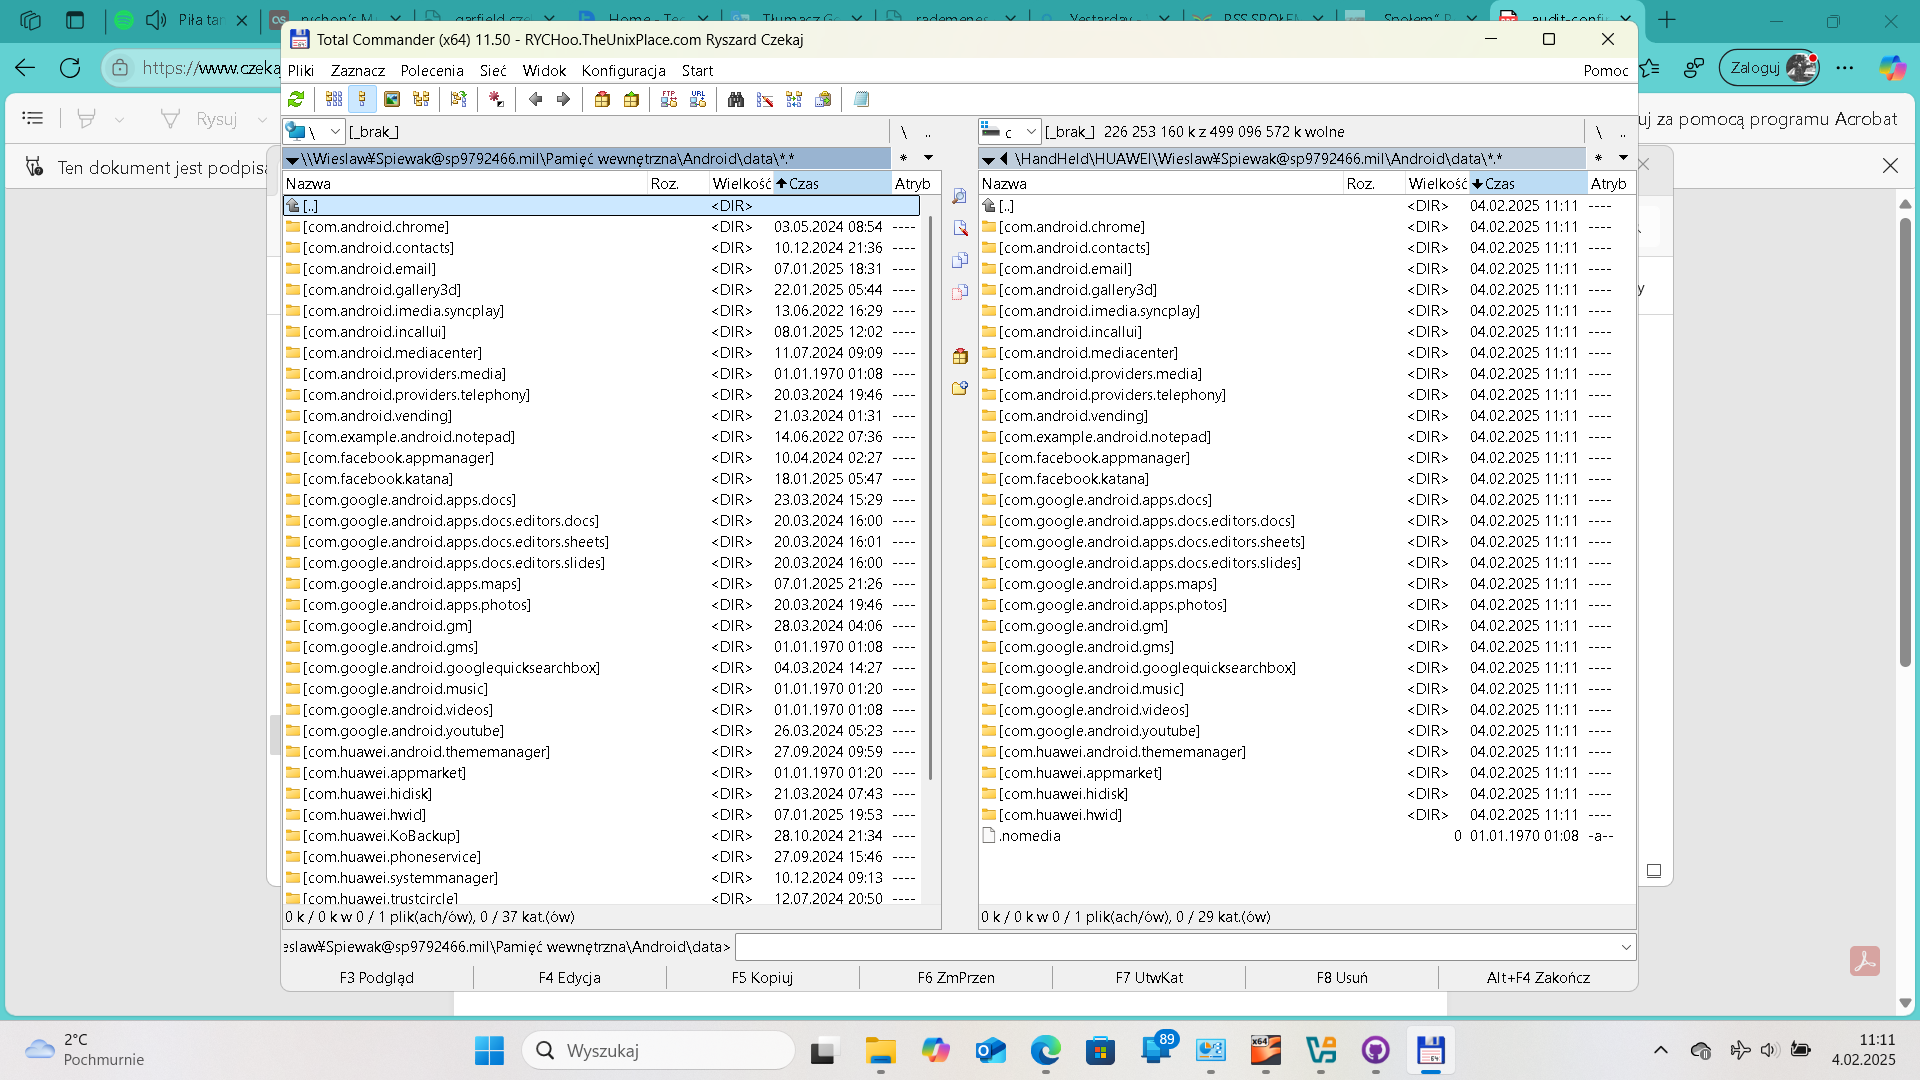 Piła tar
rychon's M
garfield.cze
Home - Te
Tłumacz G
rademenes
Yestarday -
RSS SPOŁEM
„Społem" P
audit-confi
https://www.czeka
Zaloguj
Total Commander (x64) 11.50 - RYCHoo.TheUnixPlace.com Ryszard Czekaj
Pliki Zaznacz Polecenia Sieć Widok Konfiguracja Start Pomoc
Rysuj
uj za pomocą programu Acrobat
FTP URL
Ten dokument jest podpisa
\ [_brak_] \ ..
c [_brak_] 226 253 160 k z 499 096 572 k wolne \ ..
\\Wieslaw¥Spiewak@sp9792466.mil\Pamięć wewnętrzna\Android\data\*.* *
\HandHeld\HUAWEI\Wieslaw¥Spiewak@sp9792466.mil\Android\data\*.* *
Nazwa Roz. Wielkość Czas Atryb
[..] <DIR>
[com.android.chrome] <DIR> 03.05.2024 08:54 ----
[com.android.contacts] <DIR> 10.12.2024 21:36 ----
[com.android.email] <DIR> 07.01.2025 18:31 ----
[com.android.gallery3d] <DIR> 22.01.2025 05:44 ----
[com.android.imedia.syncplay] <DIR> 13.06.2022 16:29 ----
[com.android.incallui] <DIR> 08.01.2025 12:02 ----
[com.android.mediacenter] <DIR> 11.07.2024 09:09 ----
[com.android.providers.media] <DIR> 01.01.1970 01:08 ----
[com.android.providers.telephony] <DIR> 20.03.2024 19:46 ----
[com.android.vending] <DIR> 21.03.2024 01:31 ----
[com.example.android.notepad] <DIR> 14.06.2022 07:36 ----
[com.facebook.appmanager] <DIR> 10.04.2024 02:27 ----
[com.facebook.katana] <DIR> 18.01.2025 05:47 ----
[com.google.android.apps.docs] <DIR> 23.03.2024 15:29 ----
[com.google.android.apps.docs.editors.docs] <DIR> 20.03.2024 16:00 ----
[com.google.android.apps.docs.editors.sheets] <DIR> 20.03.2024 16:01 ----
[com.google.android.apps.docs.editors.slides] <DIR> 20.03.2024 16:00 ----
[com.google.android.apps.maps] <DIR> 07.01.2025 21:26 ----
[com.google.android.apps.photos] <DIR> 20.03.2024 19:46 ----
[com.google.android.gm] <DIR> 28.03.2024 04:06 ----
[com.google.android.gms] <DIR> 01.01.1970 01:08 ----
[com.google.android.googlequicksearchbox] <DIR> 04.03.2024 14:27 ----
[com.google.android.music] <DIR> 01.01.1970 01:20 ----
[com.google.android.videos] <DIR> 01.01.1970 01:08 ----
[com.google.android.youtube] <DIR> 26.03.2024 05:23 ----
[com.huawei.android.thememanager] <DIR> 27.09.2024 09:59 ----
[com.huawei.appmarket] <DIR> 01.01.1970 01:20 ----
[com.huawei.hidisk] <DIR> 21.03.2024 07:43 ----
[com.huawei.hwid] <DIR> 07.01.2025 19:53 ----
[com.huawei.KoBackup] <DIR> 28.10.2024 21:34 ----
[com.huawei.phoneservice] <DIR> 27.09.2024 15:46 ----
[com.huawei.systemmanager] <DIR> 10.12.2024 09:13 ----
[com.huawei.trustcircle] <DIR> 12.07.2024 20:50 ----
0 k / 0 k w 0 / 1 plik(ach/ów), 0 / 37 kat.(ów)
Nazwa Roz. Wielkość Czas Atryb
[..] <DIR> 04.02.2025 11:11 ----
[com.android.chrome] <DIR> 04.02.2025 11:11 ----
[com.android.contacts] <DIR> 04.02.2025 11:11 ----
[com.android.email] <DIR> 04.02.2025 11:11 ----
[com.android.gallery3d] <DIR> 04.02.2025 11:11 ----
[com.android.imedia.syncplay] <DIR> 04.02.2025 11:11 ----
[com.android.incallui] <DIR> 04.02.2025 11:11 ----
[com.android.mediacenter] <DIR> 04.02.2025 11:11 ----
[com.android.providers.media] <DIR> 04.02.2025 11:11 ----
[com.android.providers.telephony] <DIR> 04.02.2025 11:11 ----
[com.android.vending] <DIR> 04.02.2025 11:11 ----
[com.example.android.notepad] <DIR> 04.02.2025 11:11 ----
[com.facebook.appmanager] <DIR> 04.02.2025 11:11 ----
[com.facebook.katana] <DIR> 04.02.2025 11:11 ----
[com.google.android.apps.docs] <DIR> 04.02.2025 11:11 ----
[com.google.android.apps.docs.editors.docs] <DIR> 04.02.2025 11:11 ----
[com.google.android.apps.docs.editors.sheets] <DIR> 04.02.2025 11:11 ----
[com.google.android.apps.docs.editors.slides] <DIR> 04.02.2025 11:11 ----
[com.google.android.apps.maps] <DIR> 04.02.2025 11:11 ----
[com.google.android.apps.photos] <DIR> 04.02.2025 11:11 ----
[com.google.android.gm] <DIR> 04.02.2025 11:11 ----
[com.google.android.gms] <DIR> 04.02.2025 11:11 ----
[com.google.android.googlequicksearchbox] <DIR> 04.02.2025 11:11 ----
[com.google.android.music] <DIR> 04.02.2025 11:11 ----
[com.google.android.videos] <DIR> 04.02.2025 11:11 ----
[com.google.android.youtube] <DIR> 04.02.2025 11:11 ----
[com.huawei.android.thememanager] <DIR> 04.02.2025 11:11 ----
[com.huawei.appmarket] <DIR> 04.02.2025 11:11 ----
[com.huawei.hidisk] <DIR> 04.02.2025 11:11 ----
[com.huawei.hwid] <DIR> 04.02.2025 11:11 ----
.nomedia 0 01.01.1970 01:08 -a--
0 k / 0 k w 0 / 1 plik(ach/ów), 0 / 29 kat.(ów)
eslaw¥Spiewak@sp9792466.mil\Pamięć wewnętrzna\Android\data>
F3 Podgląd F4 Edycja F5 Kopiuj F6 ZmPrzen F7 UtwKat F8 Usuń Alt+F4 Zakończ
2°C
Pochmurnie
Wyszukaj
89
x64
64
11:11
4.02.2025